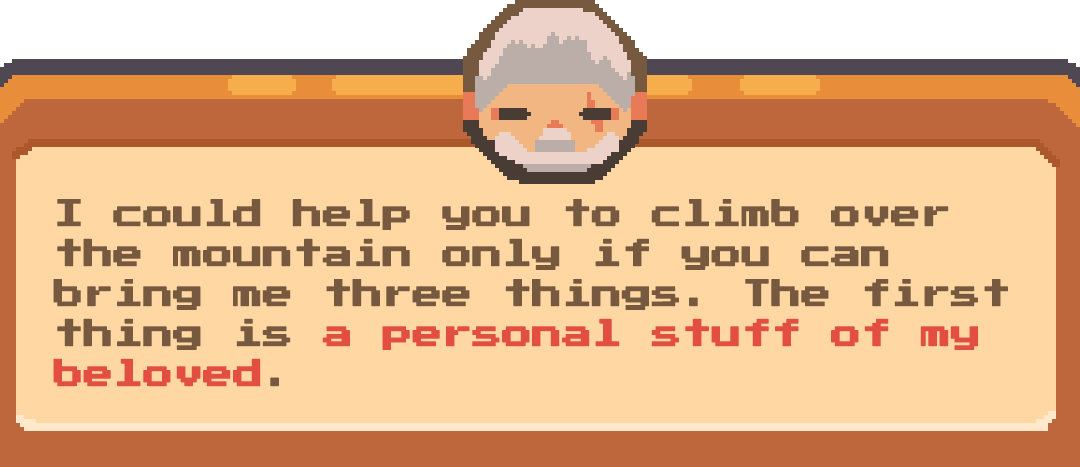 I could help you to climb over
the mountain only if you can
bring me three things. The first
thing is a personal stuff of my
beloved.